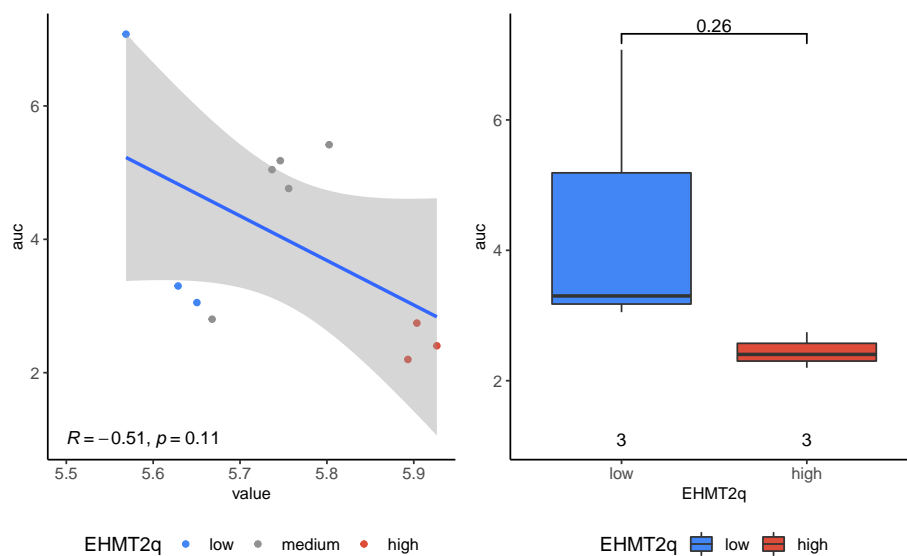 6
4
2
auc
R = −0.51, p = 0.11
5.5 5.6 5.7 5.8 5.9
value
EHMT2q low medium high
0.26
6
4
2
auc
3 3
low high
EHMT2q
EHMT2q low high